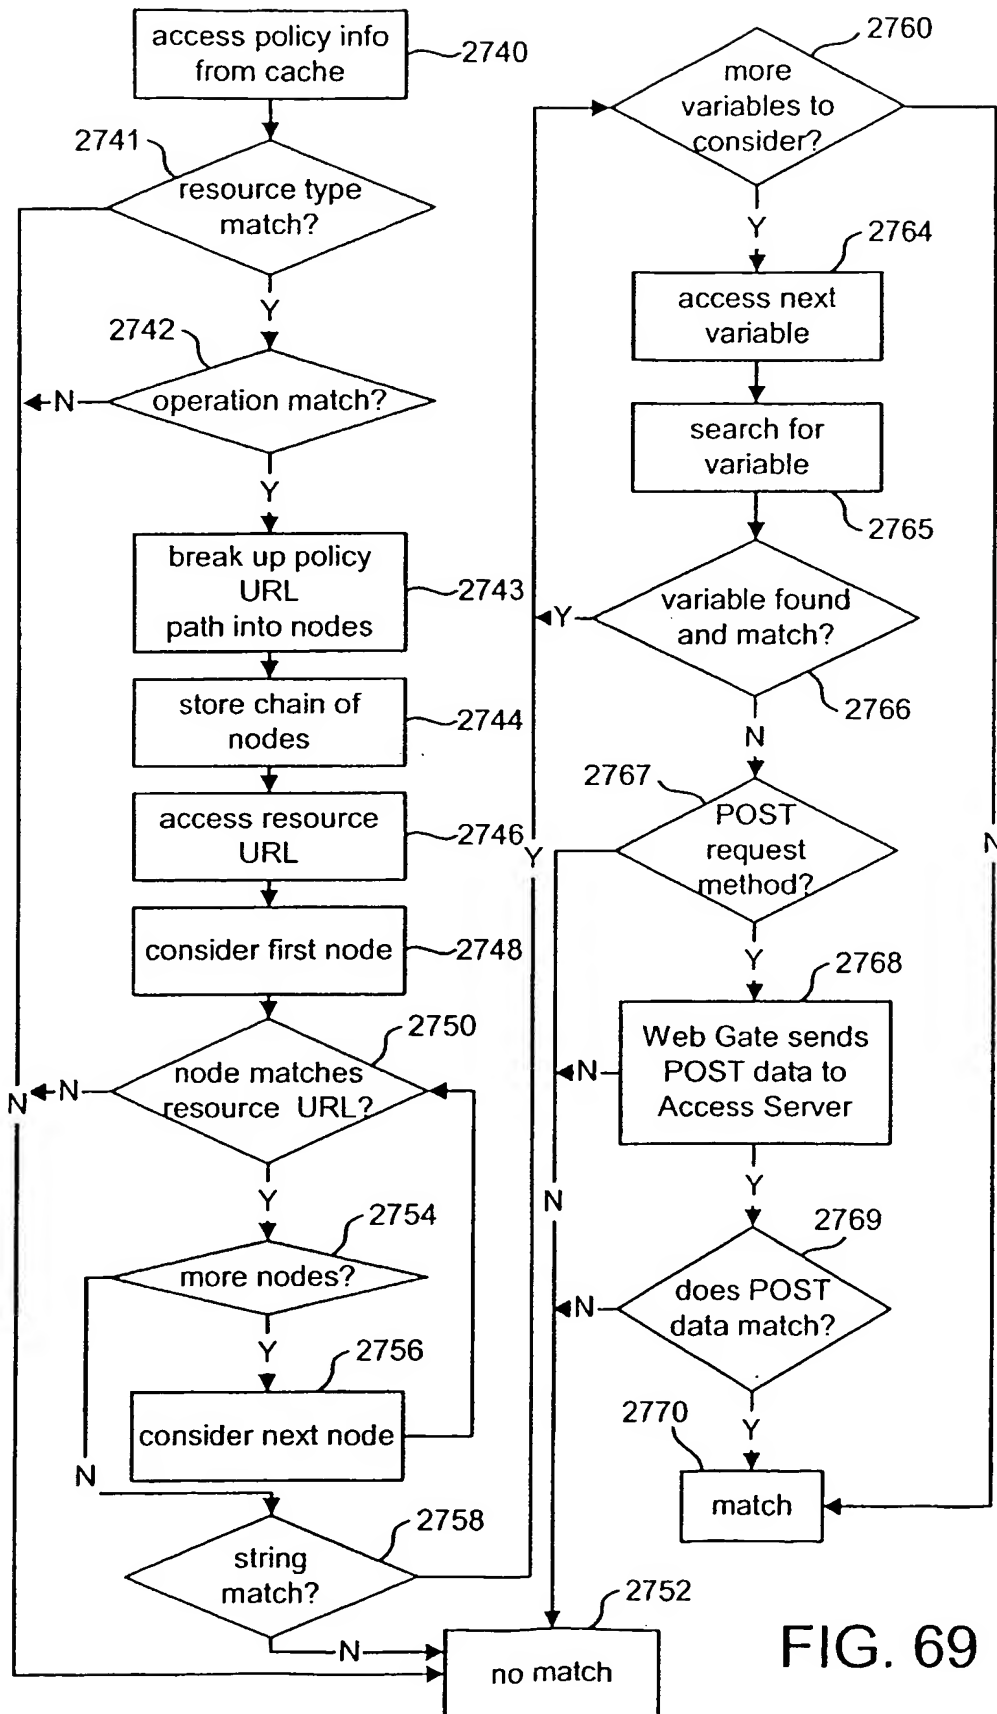 access policy info
from cache
2740
2741
resource type
match?
Y
2742
operation match?
N
Y
break up policy
URL
path into nodes
2743
store chain of
nodes
2744
access resource
URL
2746
consider first node
2748
2750
node matches
resource URL?
N
N
Y
2754
more nodes?
Y
2756
consider next node
N
2758
string
match?
N
Y
2760
more
variables to
consider?
Y
N
2764
access next
variable
search for
variable
2765
variable found
and match?
Y
2766
N
2767
POST
request
method?
Y
N
2768
Web Gate sends
POST data to
Access Server
N
Y
2769
does POST
data match?
N
Y
2770
match
2752
no match
FIG. 69